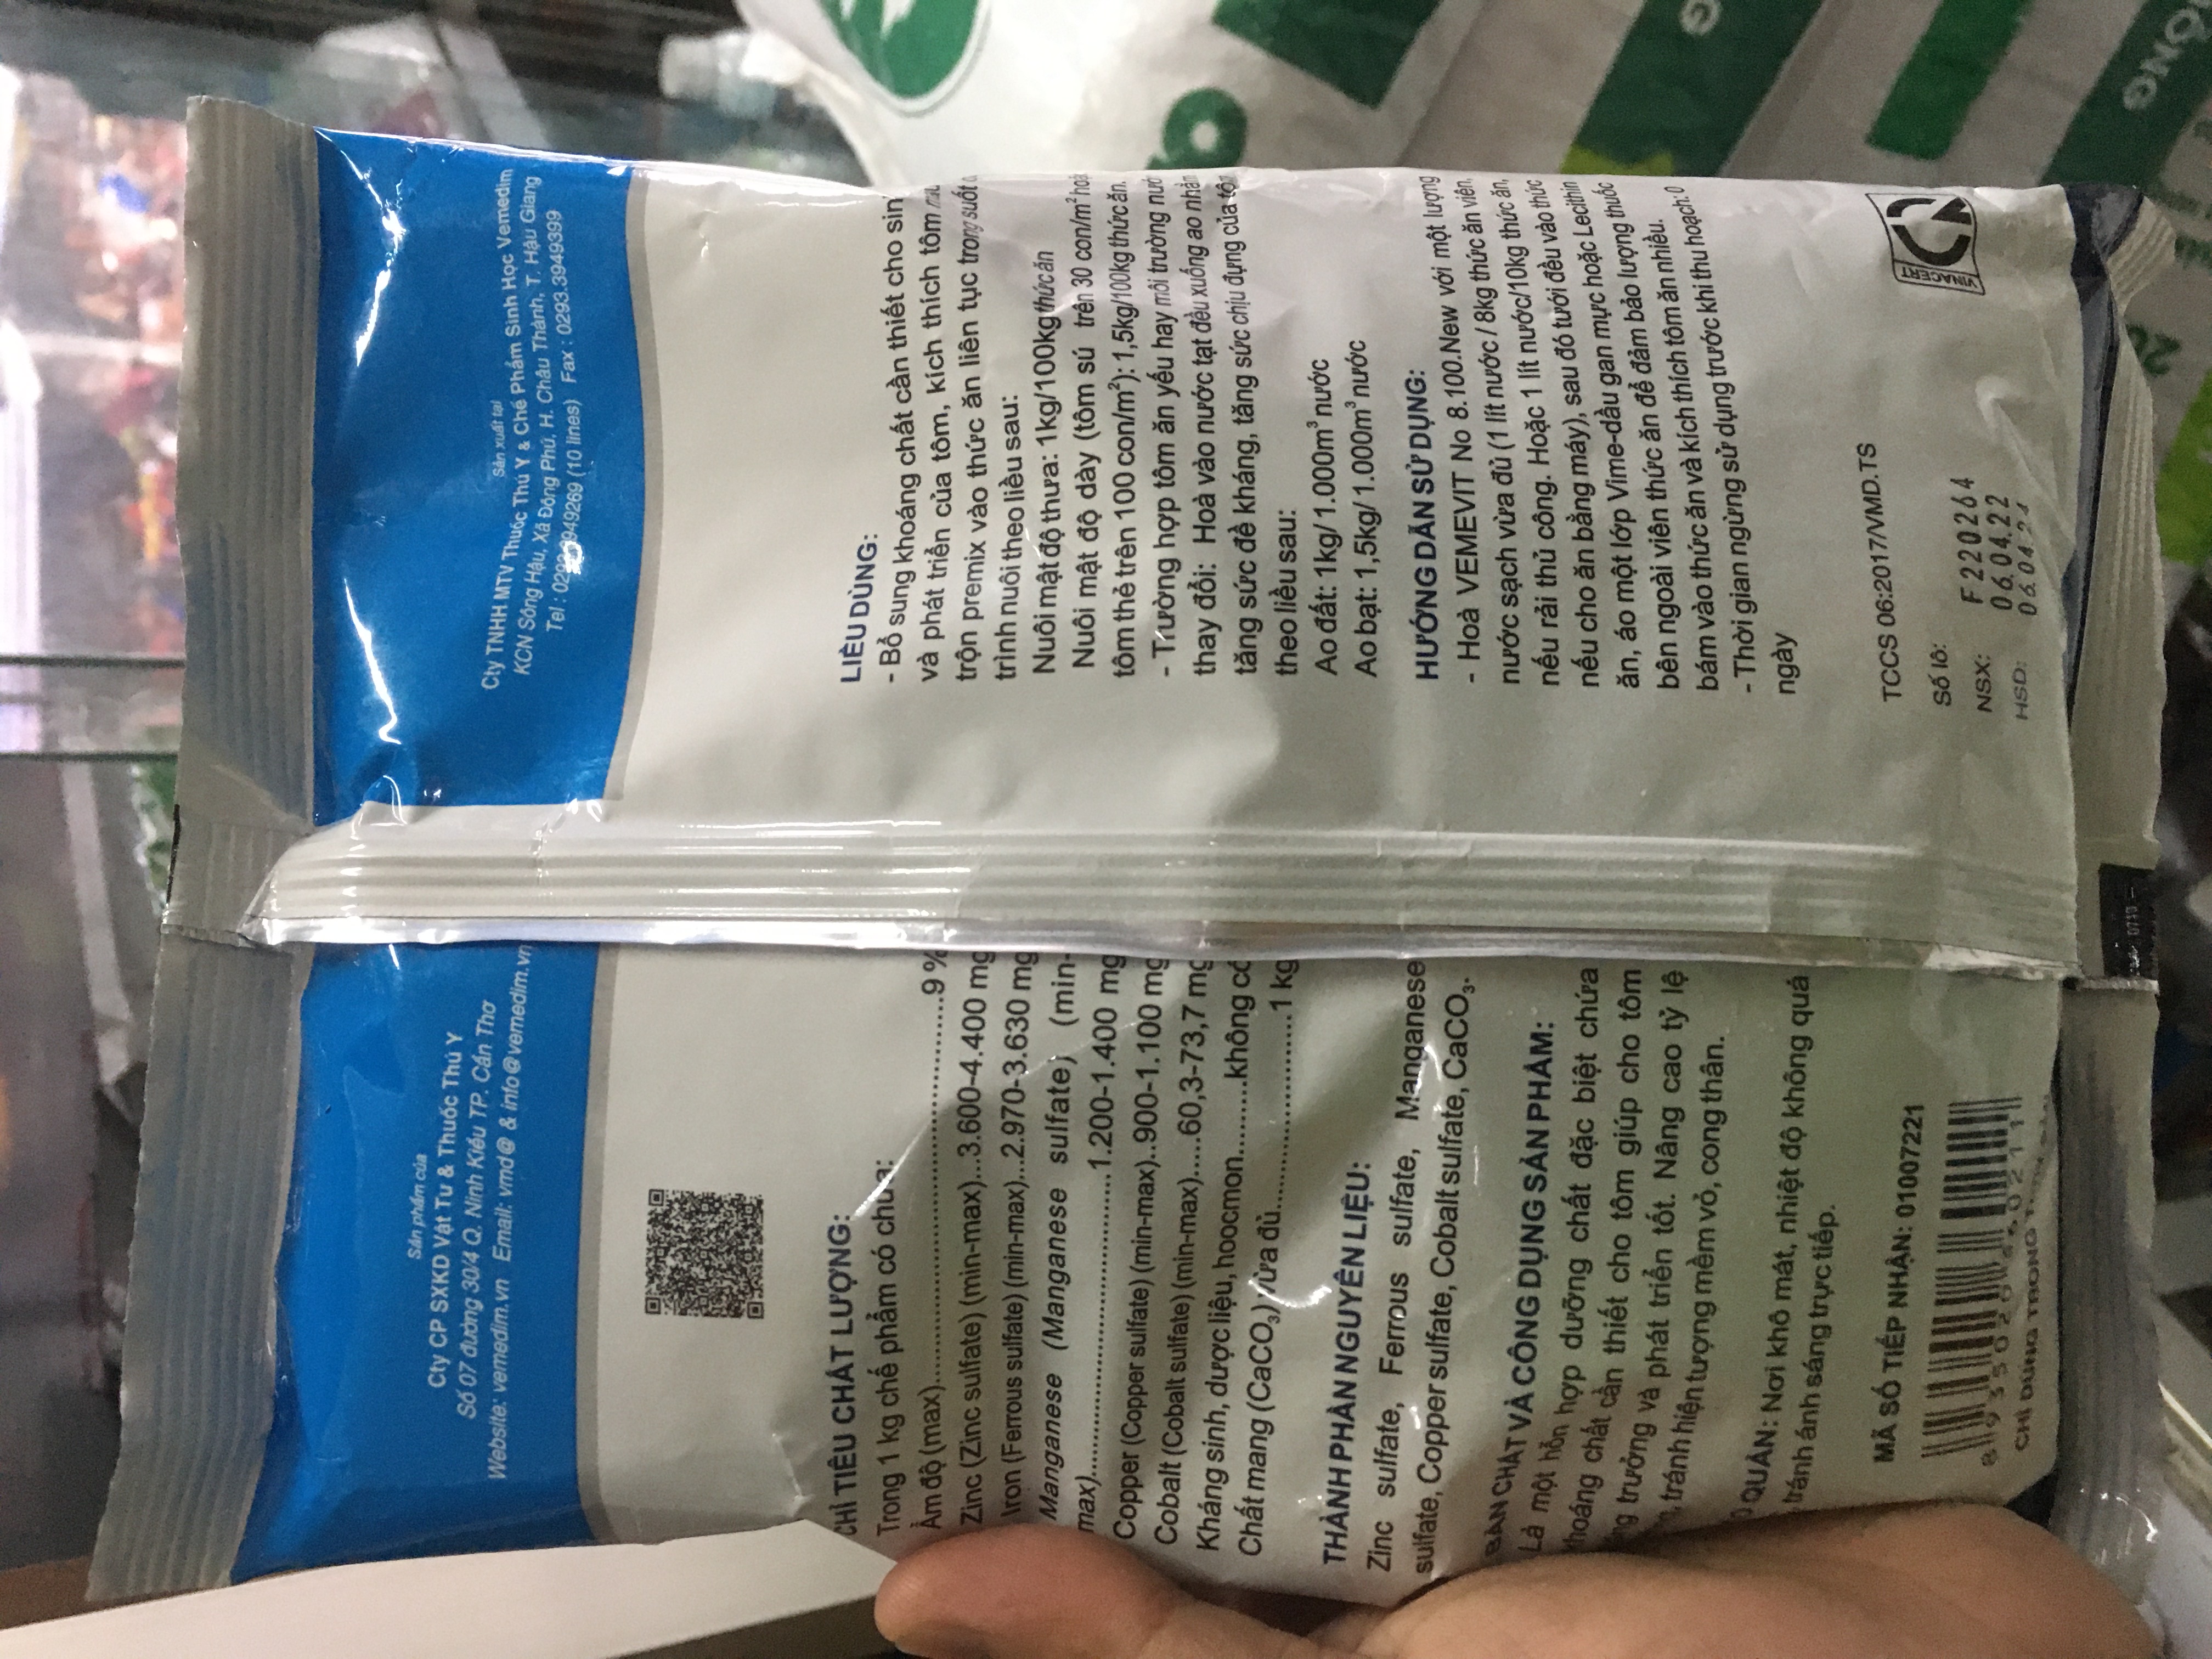 Sản phẩm của
Cty CP SXKD Vật Tư & Thuốc Thú Y
Số 07 đường 30/4 Q. Ninh Kiều TP. Cần Thơ
Website: vemedim.vn Email: vmd@ & info@vemedim.vn
CHỈ TIÊU CHẤT LƯỢNG:
Trong 1 kg chế phẩm có chứa:
Ẩm độ (max)..............................9 %
Zinc (Zinc sulfate) (min-max)...3.600-4.400 mg
Iron (Ferrous sulfate) (min-max)...2.970-3.630 mg
Manganese (Manganese sulfate) (min-
max)..............................1.200-1.400 mg
Copper (Copper sulfate) (min-max)..900-1.100 mg
Cobalt (Cobalt sulfate) (min-max).....60,3-73,7 mg
Kháng sinh, dược liệu, hoocmon.........không có
Chất mang (CaCO3) vừa đủ....................1 kg
THÀNH PHẦN NGUYÊN LIỆU:
Zinc sulfate, Ferrous sulfate, Manganese
sulfate, Copper sulfate, Cobalt sulfate, CaCO3.
BẢN CHẤT VÀ CÔNG DỤNG SẢN PHẨM:
Là một hỗn hợp dưỡng chất đặc biệt chứa
khoáng chất cần thiết cho tôm giúp cho tôm
trưởng và phát triển tốt. Nâng cao tỷ lệ
tránh hiện tượng mềm vỏ, cong thân.
QUẢN: Nơi khô mát, nhiệt độ không quá
tránh ánh sáng trực tiếp.
MÃ SỐ TIẾP NHẬN: 01007221
CHỈ DÙNG TRONG
Sản xuất tại
Cty TNHH MTV Thuốc Thú Y & Chế Phẩm Sinh Học Vemedim
KCN Sông Hậu, Xã Đông Phú, H. Châu Thành, T. Hậu Giang
Tel : 02933949269 (10 lines) Fax : 0293.3949399
LIỀU DÙNG:
- Bổ sung khoáng chất cần thiết cho sin
và phát triển của tôm, kích thích tôm
trộn premix vào thức ăn liên tục trong suốt
trình nuôi theo liều sau:
Nuôi mật độ thưa: 1kg/100kg thức ăn
Nuôi mật độ dày (tôm sú trên 30 con/m² hoặ
tôm thẻ trên 100 con/m²): 1,5kg/100kg thức ăn.
- Trường hợp tôm ăn yếu hay môi trường nướ
thay đổi: Hoà vào nước tạt đều xuống ao nhằn
tăng sức đề kháng, tăng sức chịu đựng của tôm
theo liều sau:
Ao đất: 1kg/ 1.000m³ nước
Ao bạt: 1,5kg/ 1.000m³ nước
HƯỚNG DẪN SỬ DỤNG:
- Hoà VEMEVIT No 8.100.New với một lượng
nước sạch vừa đủ (1 lít nước / 8kg thức ăn viên,
nếu rải thủ công. Hoặc 1 lít nước/10kg thức ăn,
nếu cho ăn bằng máy), sau đó tưới đều vào thức
ăn, áo một lớp Vime-dầu gan mực hoặc Lecithin
bên ngoài viên thức ăn để đảm bảo lượng thuốc
bám vào thức ăn và kích thích tôm ăn nhiều.
- Thời gian ngừng sử dụng trước khi thu hoạch: 0
ngày
TCCS 06:2017/VMD.TS
Số lô: F220264
NSX: 06.04.22
HSD: 06.04.24
VINACERT